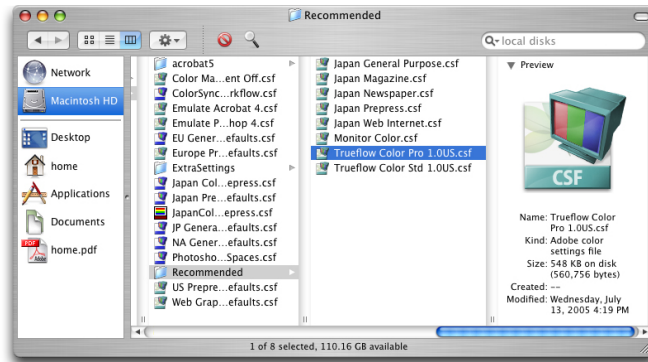 Recommended
local disks
Network
Macintosh HD
Desktop
home
Applications
Documents
home.pdf
acrobat5
Color Ma...ent Off.csf
ColorSync...rkflow.csf
Emulate Acrobat 4.csf
Emulate P...hop 4.csf
EU Gener...efaults.csf
Europe Pr...efaults.csf
ExtraSettings
Japan Col...epress.csf
Japan Pre...efaults.csf
JapanCol...epress.csf
JP Genera...efaults.csf
NA Gener...efaults.csf
Photosho...Spaces.csf
Recommended
US Prepre...efaults.csf
Web Grap...efaults.csf
Japan General Purpose.csf
Japan Magazine.csf
Japan Newspaper.csf
Japan Prepress.csf
Japan Web Internet.csf
Monitor Color.csf
Trueflow Color Pro 1.0US.csf
Trueflow Color Std 1.0US.csf
Preview
CSF
Name: Trueflow Color
Pro 1.0US.csf
Kind: Adobe color
settings file
Size: 548 KB on disk
(560,756 bytes)
Created: --
Modified: Wednesday, July
13, 2005 4:19 PM
1 of 8 selected, 110.16 GB available